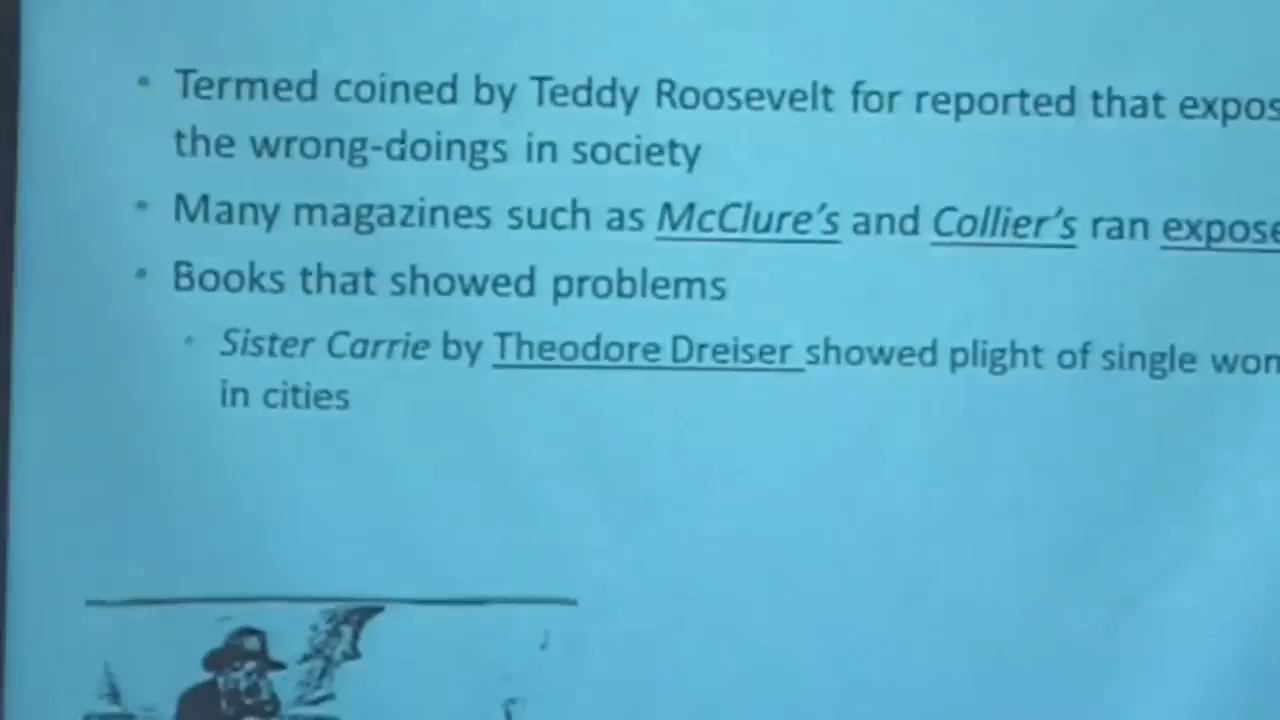 • Termed coined by Teddy Roosevelt for reported that expos
the wrong-doings in society
• Many magazines such as McClure's and Collier's ran expose
• Books that showed problems
• Sister Carrie by Theodore Dreiser showed plight of single wom
in cities